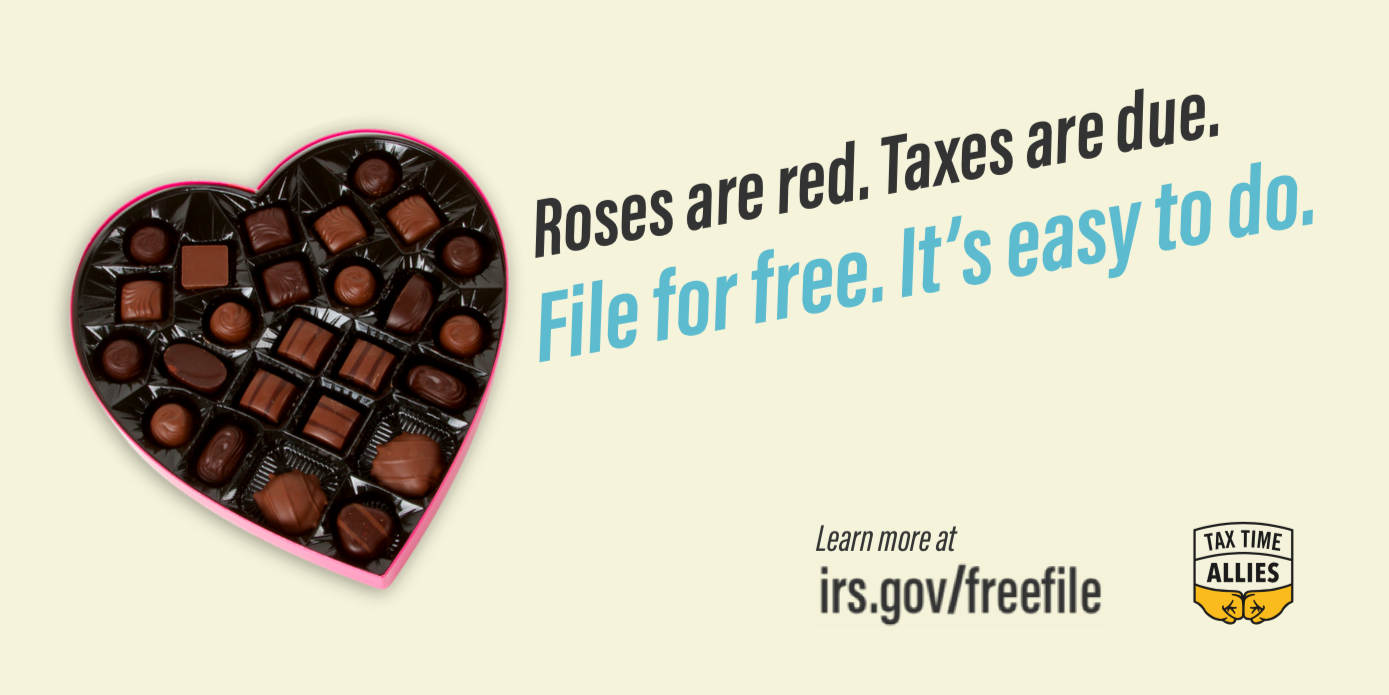 Roses are red. Taxes are due.
File for free. It’s easy to do.
Learn more at
irs.gov/freefile
TAX TIME
ALLIES